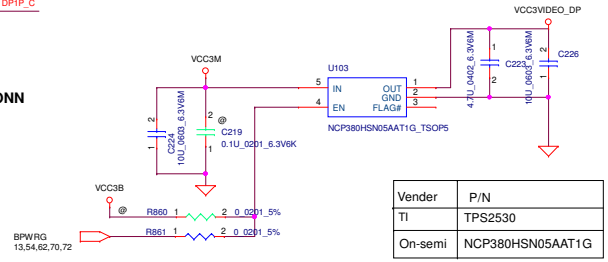 DP1P_C
VCC3VIDEO_DP
VCC3M
ONN
U103
5 IN OUT 1
GND 2
4 EN FLAG# 3
NCP380HSN05AAT1G_TSOP5
1 C223 2
4.7U_0402_6.3V6M
2 C226 1
10U_0603_6.3V6M
2 C224 1
10U_0603_6.3V6M
2 @
C219
1 0.1U_0201_6.3V6K
VCC3B
@ R860 1 2 0_0201_5%
R861 1 2 0_0201_5%
BPWRG
13,54,62,70,72
Vender P/N
TI TPS2530
On-semi NCP380HSN05AAT1G